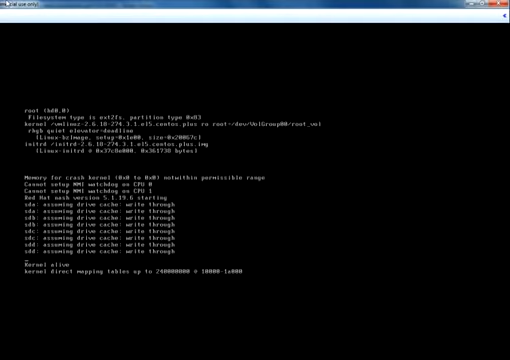 cial use only)
root (hd0,0)
Filesystem type is ext2fs, partition type 0x83
kernel /vmlinuz-2.6.18-274.3.1.el5.centos.plus ro root=/dev/VolGroup00/root_vol
rhgb quiet elevator=deadline
[Linux-bzImage, setup=0x1e00, size=0x20067c]
initrd /initrd-2.6.18-274.3.1.el5.centos.plus.img
[Linux-initrd @ 0x37c8e000, 0x361738 bytes]
Memory for crash kernel (0x0 to 0x0) notwithin permissible range
Cannot setup NMI watchdog on CPU 0
Cannot setup NMI watchdog on CPU 1
Red Hat nash version 5.1.19.6 starting
sda: assuming drive cache: write through
sda: assuming drive cache: write through
sdb: assuming drive cache: write through
sdb: assuming drive cache: write through
sdc: assuming drive cache: write through
sdc: assuming drive cache: write through
sdd: assuming drive cache: write through
sdd: assuming drive cache: write through
Kernel alive
kernel direct mapping tables up to 240000000 @ 10000-1a000